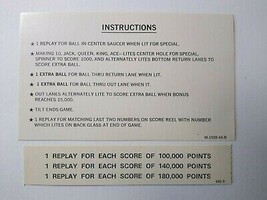 INSTRUCTIONS
★ 1 REPLAY FOR BALL IN CENTER SAUCER WHEN LIT FOR SPECIAL.
★ MAKING 10, JACK, QUEEN, KING, ACE-LITES CENTER HOLE FOR SPECIAL,
SPINNER TO SCORE 1000, AND ALTERNATELY LITES BOTTOM RETURN LANES TO
SCORE EXTRA BALL.
★ 1 EXTRA BALL FOR BALL THRU RETURN LANE WHEN LIT.
★ 1 EXTRA BALL FOR BALL THRU OUT LANE WHEN LIT.
★ OUT LANES ALTERNATELY LITE TO SCORE EXTRA BALL WHEN BONUS
REACHES 15,000.
★ TILT ENDS GAME.
★ 1 REPLAY FOR MATCHING LAST TWO NUMBERS ON SCORE REEL WITH NUMBER
WHICH LITES ON BACK GLASS AT END OF GAME.
1 REPLAY FOR EACH SCORE OF 100,000 POINTS
1 REPLAY FOR EACH SCORE OF 140,000 POINTS
1 REPLAY FOR EACH SCORE OF 180,000 POINTS